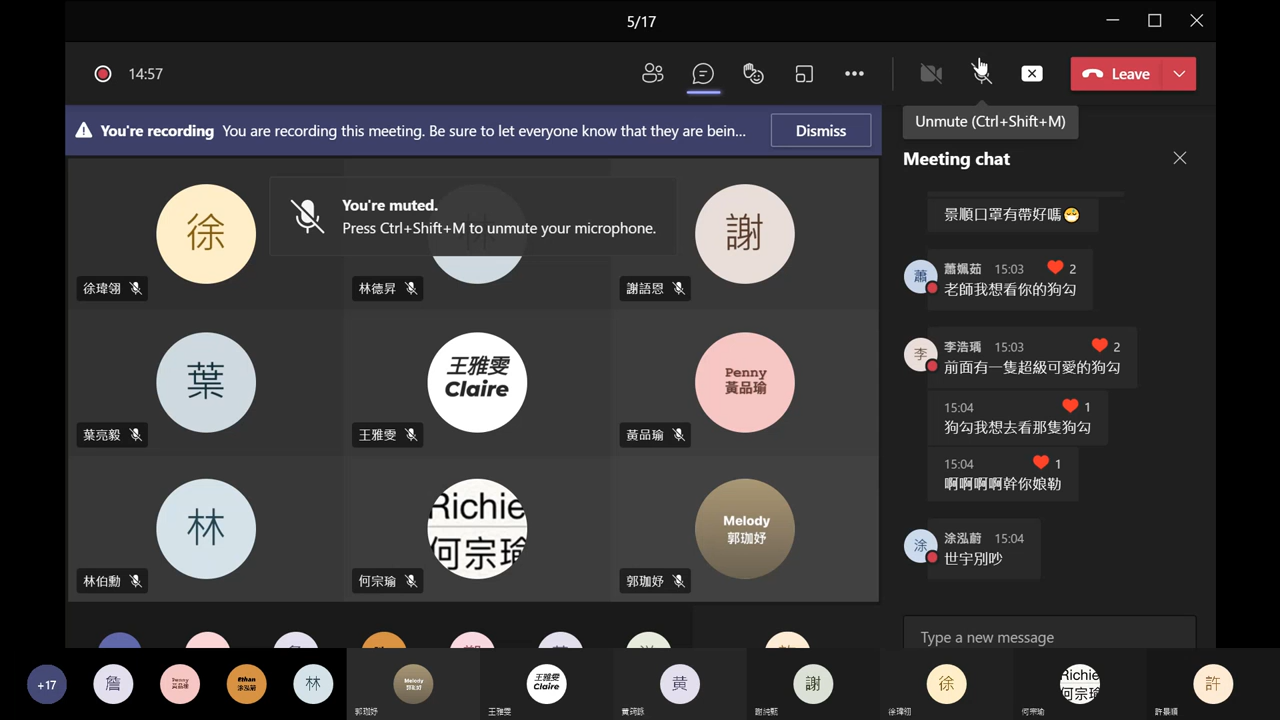 5/17
14:57
Leave
Unmute (Ctrl+Shift+M)
You're recording You are recording this meeting. Be sure to let everyone know that they are bein...
Dismiss
Meeting chat
You're muted.
Press Ctrl+Shift+M to unmute your microphone.
徐
林
謝
徐瑋翎
林德昇
謝語恩
葉
王雅雯
Claire
Penny
黃品瑜
葉亮毅
王雅雯
黃品瑜
林
Richie
何宗瑜
Melody
郭珈妤
林伯勳
何宗瑜
郭珈妤
景順口罩有帶好嗎😷
蕭
蕭姵茹 15:03 ❤ 2
老師我想看你的狗勾
李
李浩瑀 15:03 ❤ 2
前面有一隻超級可愛的狗勾
15:04 ❤ 1
狗勾我想去看那隻狗勾
15:04 ❤ 1
啊啊啊啊幹你娘勒
涂
涂泓蔚 15:04
世宇別吵
Type a new message
+17
詹
Penny
黃品瑜
Ethan
林
Melody
郭珈妤
郭珈妤
王雅雯
Claire
王雅雯
黃
謝
徐
徐瑋翎
Richie
何宗瑜
何宗瑜
許
許景順